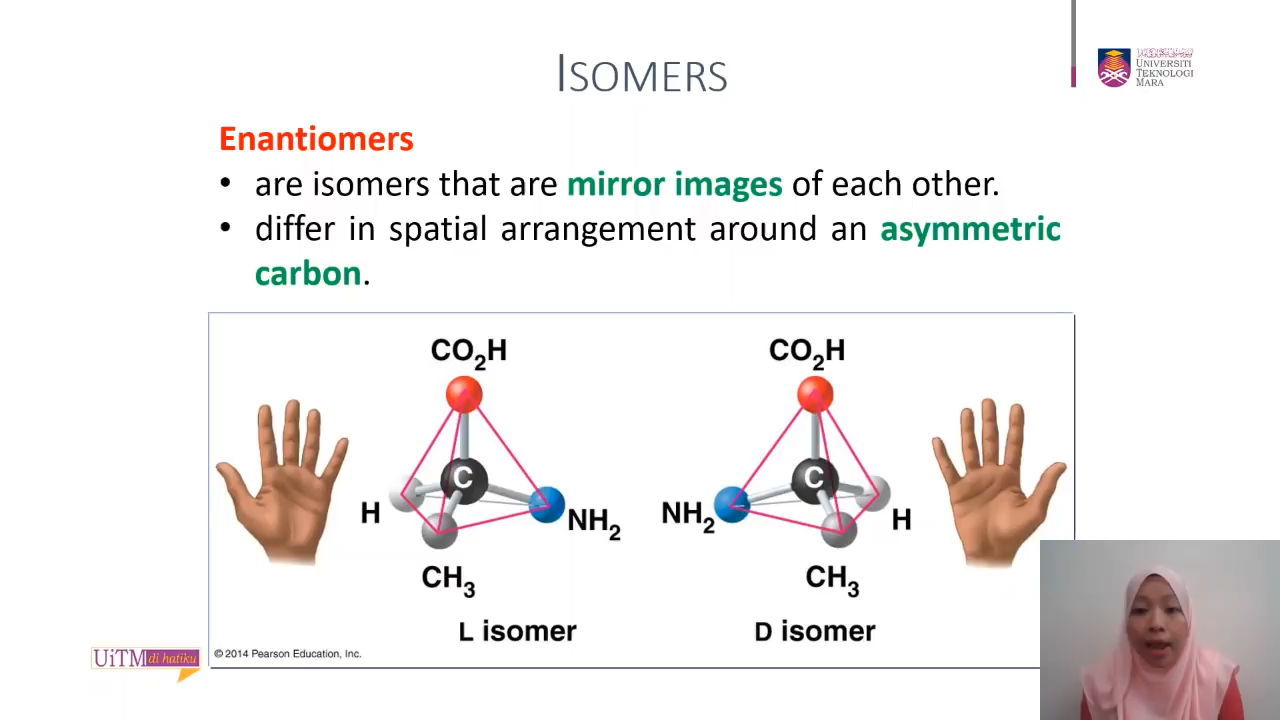 ISOMERS
UNIVERSITI
TEKNOLOGI
MARA
Enantiomers
• are isomers that are mirror images of each other.
• differ in spatial arrangement around an asymmetric
carbon.
CO₂H
CO₂H
C
C
H
NH₂
NH₂
H
CH₃
CH₃
L isomer
D isomer
© 2014 Pearson Education, Inc.
UiTM di hatiku